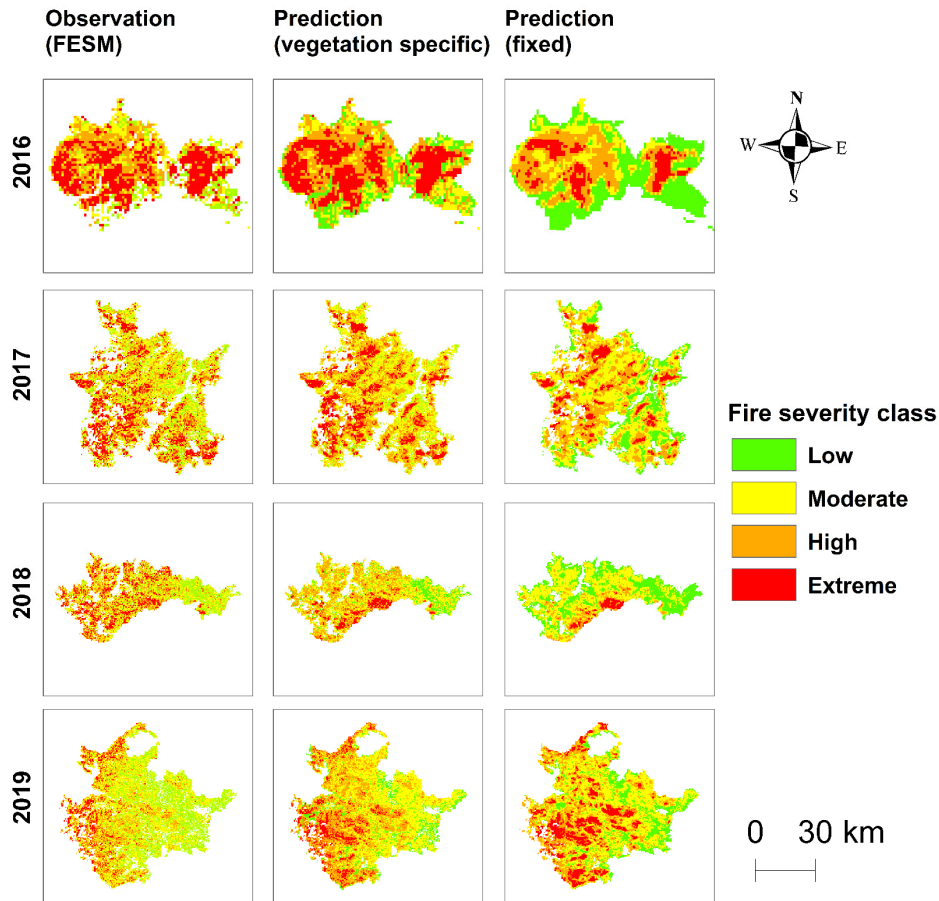 Observation
(FESM)
Prediction
(vegetation specific)
Prediction
(fixed)
2016
N
W
E
S
2017
Fire severity class
Low
Moderate
High
Extreme
2018
2019
0 30 km